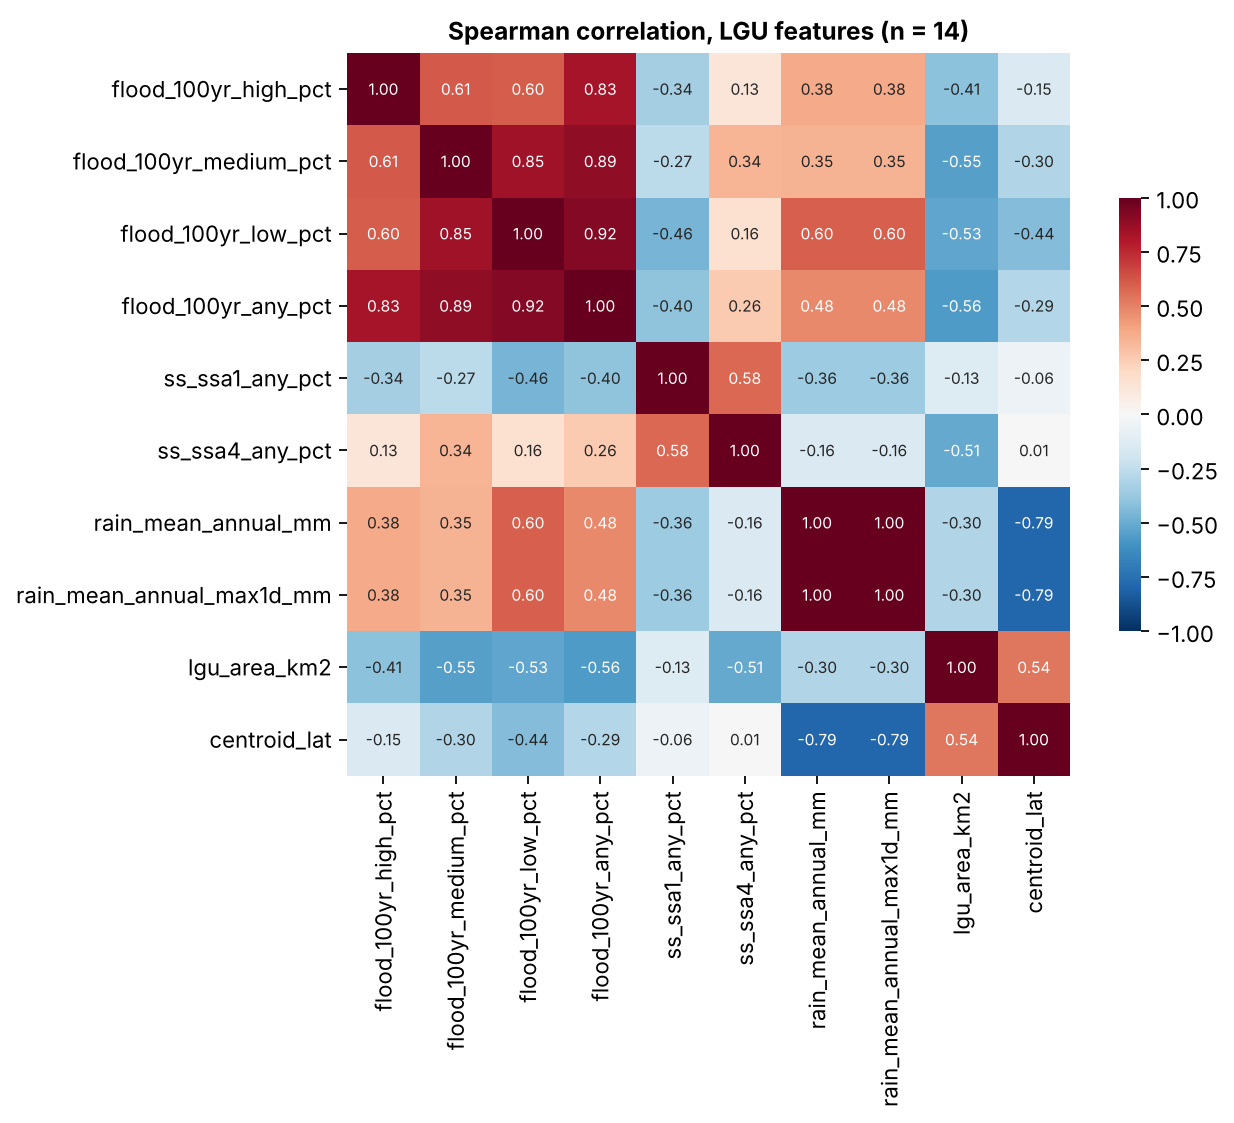 Spearman correlation, LGU features (n = 14)
flood_100yr_high_pct 1.00 0.61 0.60 0.83 -0.34 0.13 0.38 0.38 -0.41 -0.15
flood_100yr_medium_pct 0.61 1.00 0.85 0.89 -0.27 0.34 0.35 0.35 -0.55 -0.30
flood_100yr_low_pct 0.60 0.85 1.00 0.92 -0.46 0.16 0.60 0.60 -0.53 -0.44
flood_100yr_any_pct 0.83 0.89 0.92 1.00 -0.40 0.26 0.48 0.48 -0.56 -0.29
ss_ssa1_any_pct -0.34 -0.27 -0.46 -0.40 1.00 0.58 -0.36 -0.36 -0.13 -0.06
ss_ssa4_any_pct 0.13 0.34 0.16 0.26 0.58 1.00 -0.16 -0.16 -0.51 0.01
rain_mean_annual_mm 0.38 0.35 0.60 0.48 -0.36 -0.16 1.00 1.00 -0.30 -0.79
rain_mean_annual_max1d_mm 0.38 0.35 0.60 0.48 -0.36 -0.16 1.00 1.00 -0.30 -0.79
lgu_area_km2 -0.41 -0.55 -0.53 -0.56 -0.13 -0.51 -0.30 -0.30 1.00 0.54
centroid_lat -0.15 -0.30 -0.44 -0.29 -0.06 0.01 -0.79 -0.79 0.54 1.00
flood_100yr_high_pct
flood_100yr_medium_pct
flood_100yr_low_pct
flood_100yr_any_pct
ss_ssa1_any_pct
ss_ssa4_any_pct
rain_mean_annual_mm
rain_mean_annual_max1d_mm
lgu_area_km2
centroid_lat
1.00
0.75
0.50
0.25
0.00
−0.25
−0.50
−0.75
−1.00